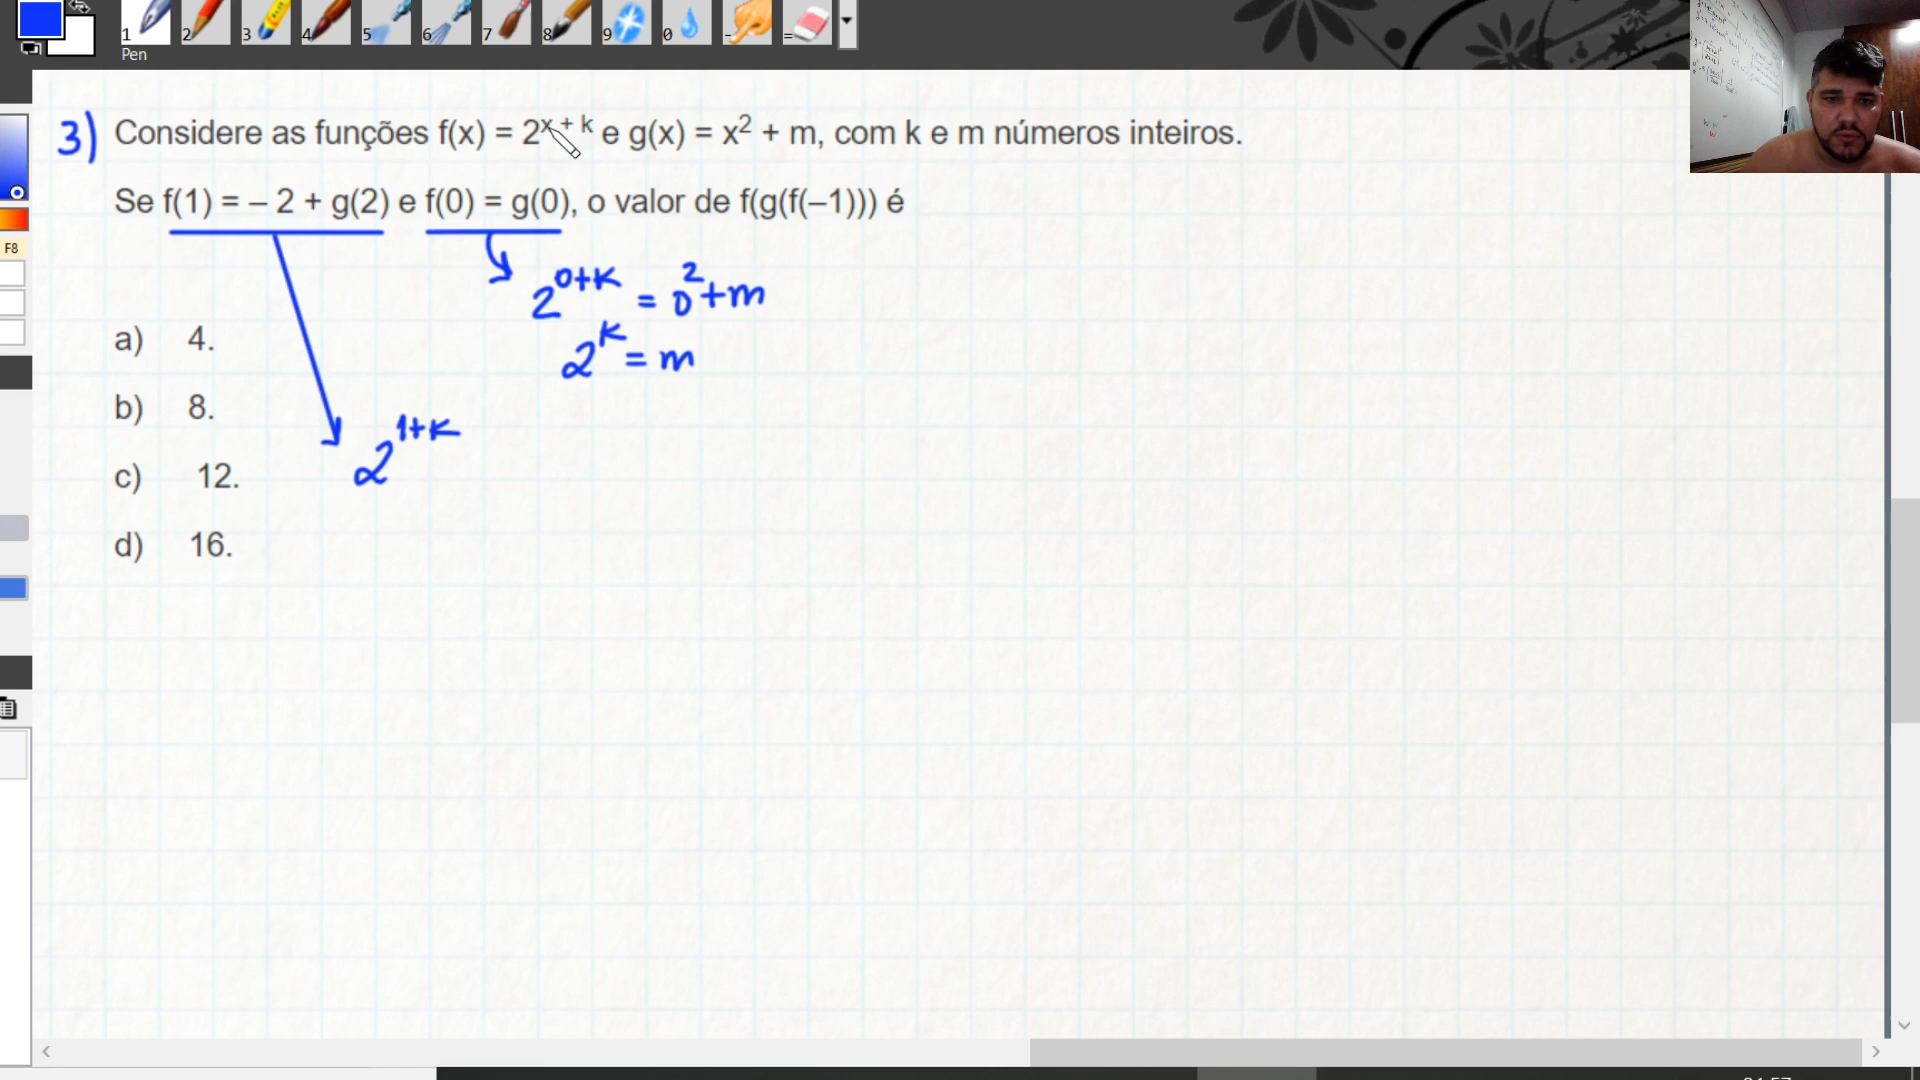 1 2 3 4 5 6 7 8 9 0 - =
Pen
F8
3) Considere as funções f(x) = 2^x + k e g(x) = x² + m, com k e m números inteiros.
Se f(1) = – 2 + g(2) e f(0) = g(0), o valor de f(g(f(–1))) é
2^0+K = 0² + m
2^K = m
a) 4.
b) 8.
2^1+K
c) 12.
d) 16.